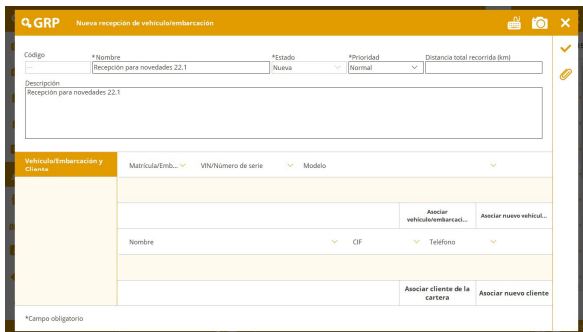 GRP Nueva recepción de vehículo/embarcación
Código *Nombre *Estado *Prioridad Distancia total recorrida (km)
--- Recepción para novedades 22.1 Nueva Normal
Descripción
Recepción para novedades 22.1
Vehículo/Embarcación y
Cliente
Matrícula/Emb... VIN/Número de serie Modelo
Asociar
vehículo/embarcaci...
Asociar nuevo vehícul...
Nombre CIF Teléfono
Asociar cliente de la
cartera
Asociar nuevo cliente
*Campo obligatorio